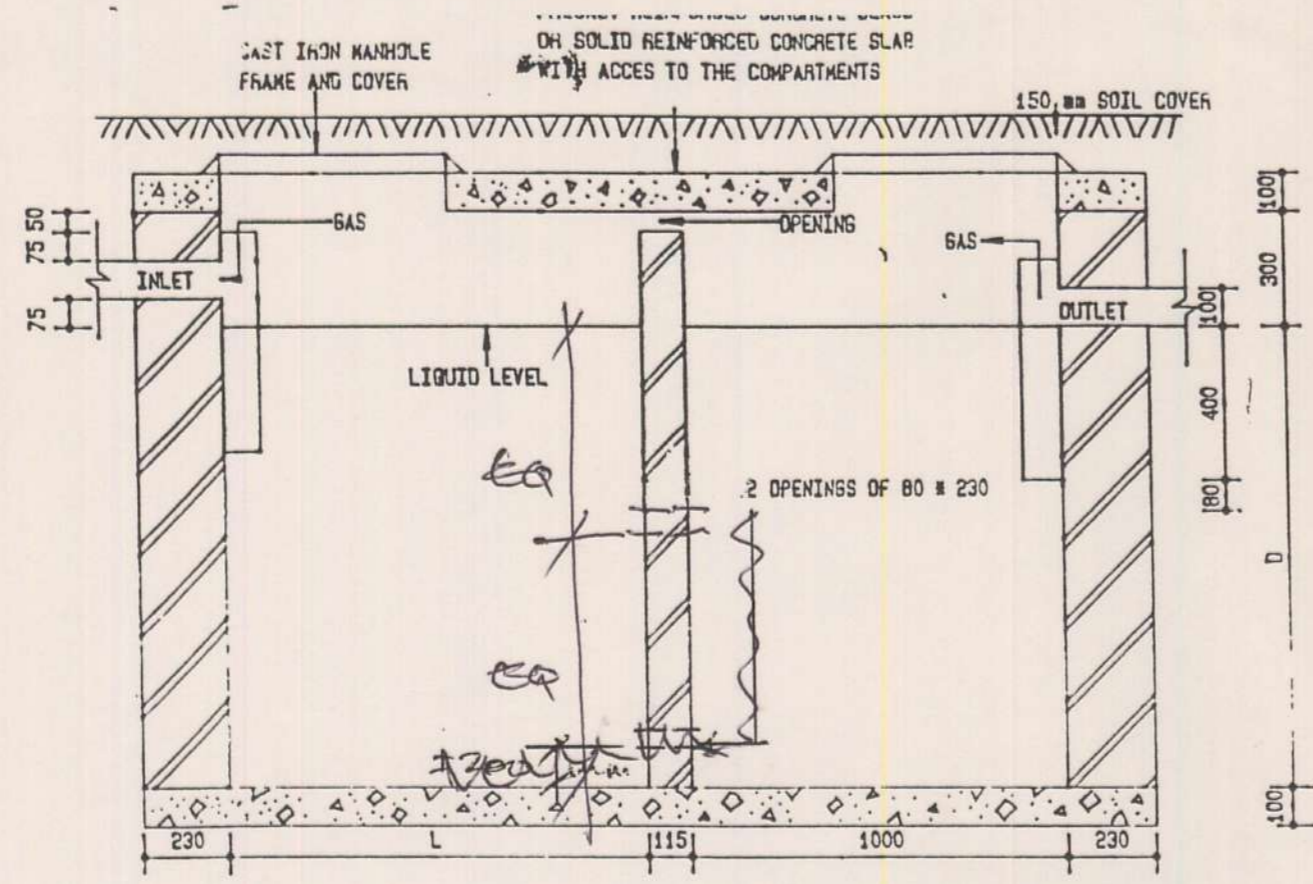 OR SOLID REINFORCED CONCRETE SLAB
WITH ACCES TO THE COMPARTMENTS
CAST IRON MANHOLE
FRAME AND COVER
150 mm SOIL COVER
GAS
OPENING
GAS
INLET
OUTLET
LIQUID LEVEL
2 OPENINGS OF 80 * 230
EQ
EQ
50
75
75
100
300
100
400
80
D
100
230
L
115
1000
230